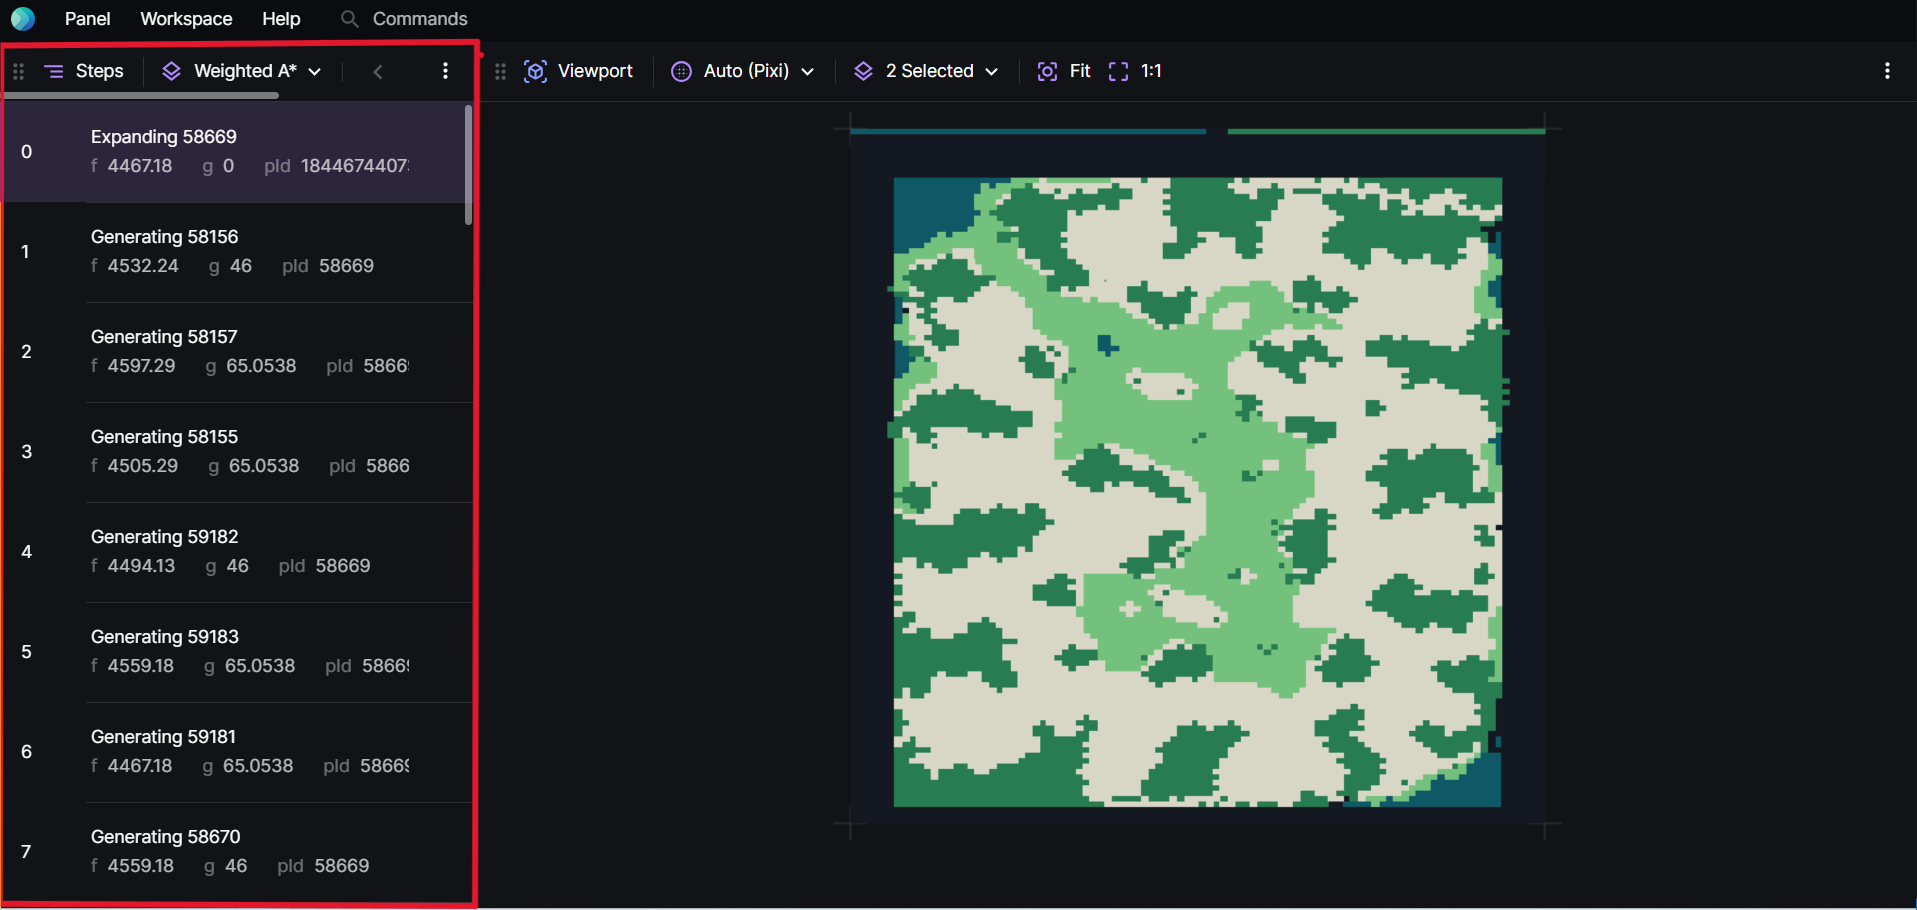 Panel Workspace Help Commands
Steps Weighted A*
0
Expanding 58669
f 4467.18 g 0 pId 18446744073
1
Generating 58156
f 4532.24 g 46 pId 58669
2
Generating 58157
f 4597.29 g 65.0538 pId 5866
3
Generating 58155
f 4505.29 g 65.0538 pId 5866
4
Generating 59182
f 4494.13 g 46 pId 58669
5
Generating 59183
f 4559.18 g 65.0538 pId 5866
6
Generating 59181
f 4467.18 g 65.0538 pId 5866
7
Generating 58670
f 4559.18 g 46 pId 58669
Viewport Auto (Pixi) 2 Selected Fit 1:1